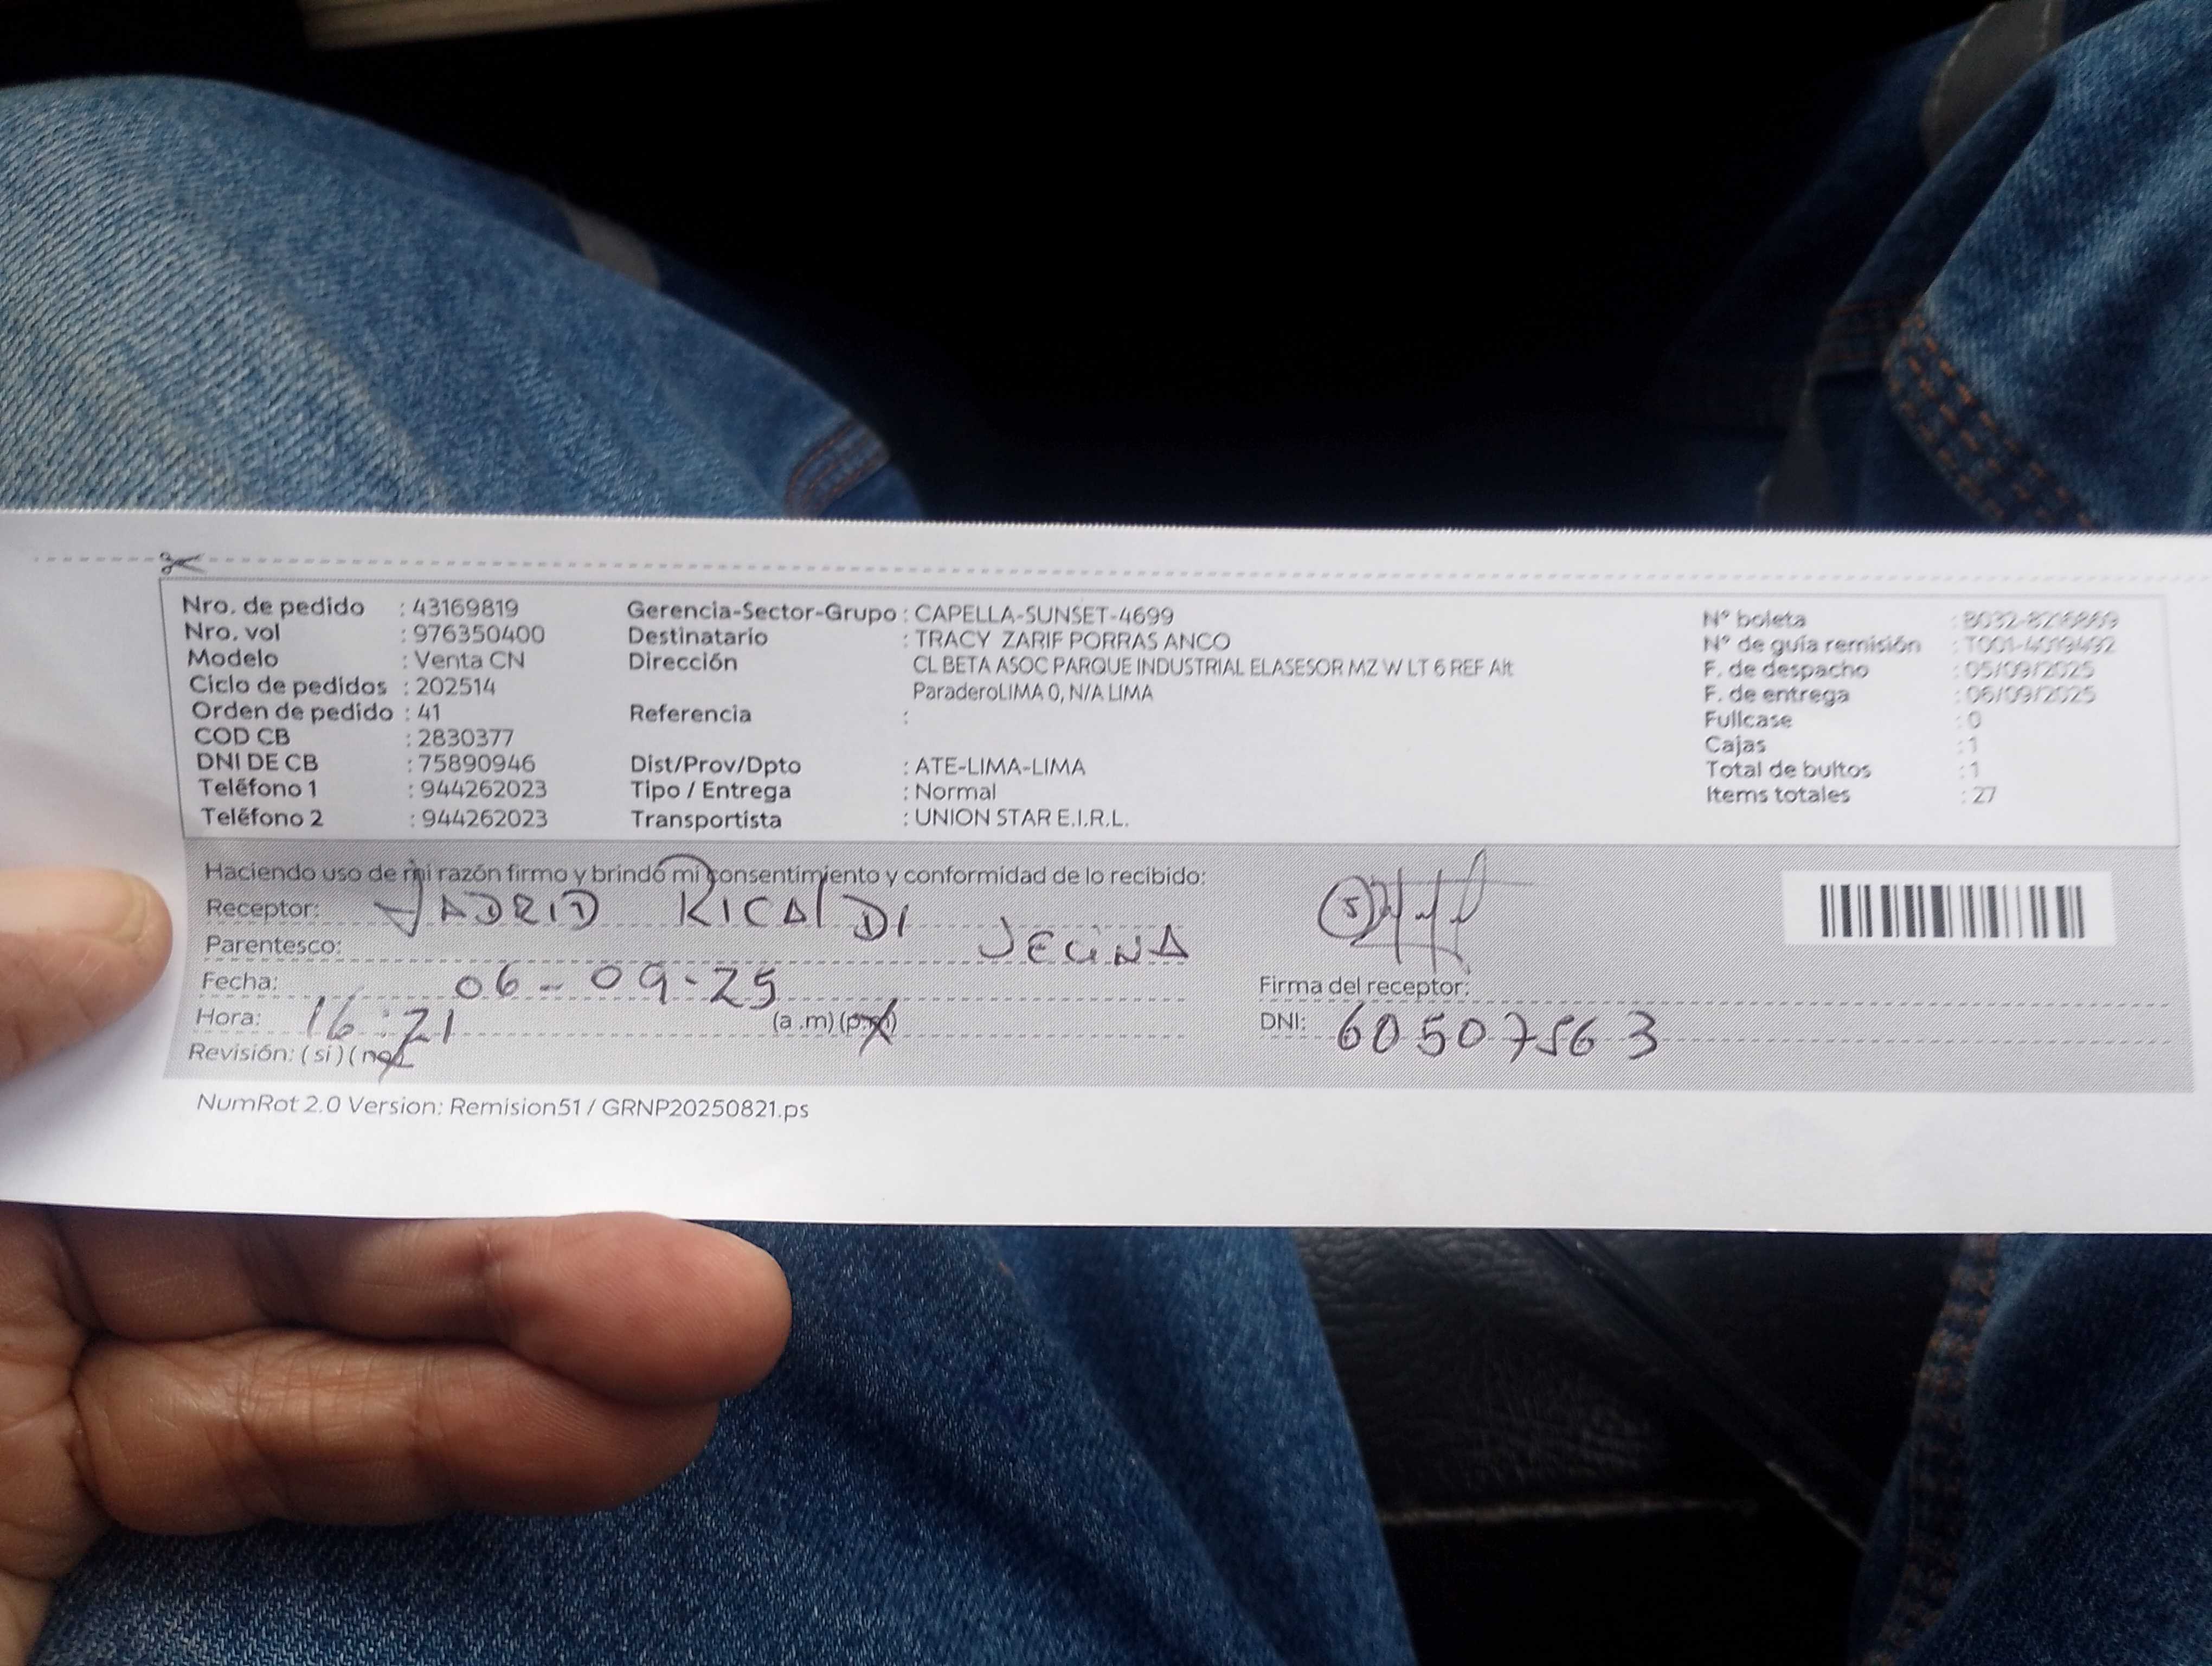 Nro. de pedido : 43169819 Gerencia-Sector-Grupo : CAPELLA-SUNSET-4699 Nº boleta
Nro. vol : 976350400 Destinatario : TRACY ZARIF PORRAS ANCO Nº de guía remisión : T001-4019492
Modelo : Venta CN Dirección CL BETA ASOC PARQUE INDUSTRIAL ELASESOR MZ W LT 6 REF Alt F. de despacho : 05/09/2025
Ciclo de pedidos : 202514 ParaderoLIMA 0, N/A LIMA F. de entrega : 06/09/2025
Orden de pedido : 41 Referencia : Fullcase : 0
COD CB : 2830377 Cajas : 1
DNI DE CB : 75890946 Dist/Prov/Dpto : ATE-LIMA-LIMA Total de bultos : 1
Teléfono 1 : 944262023 Tipo / Entrega : Normal Items totales : 27
Teléfono 2 : 944262023 Transportista : UNION STAR E.I.R.L.
Haciendo uso de mi razón firmo y brindo mi consentimiento y conformidad de lo recibido:
Receptor: RICALDI
Parentesco:
Fecha: 06-09-25 Firma del receptor:
Hora: 16:21 (a.m) (p.m) DNI: 60507563
Revisión: (si) (no)
NumRot 2.0 Version: Remision51 / GRNP20250821.ps